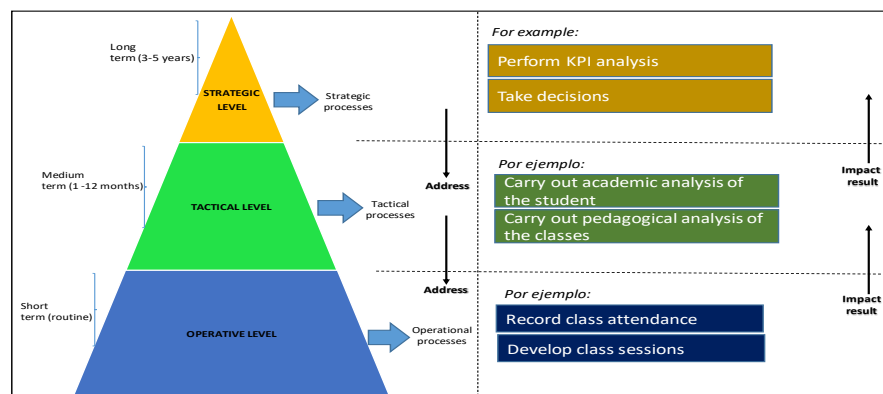 Long
term (3-5 years)
STRATEGIC
LEVEL
Strategic
processes
For example:
Perform KPI analysis
Take decisions
Medium
term (1 -12 months)
TACTICAL LEVEL
Tactical
processes
Address
Por ejemplo:
Carry out academic analysis of
the student
Carry out pedagogical analysis of
the classes
Impact
result
Short
term (routine)
OPERATIVE LEVEL
Operational
processes
Address
Por ejemplo:
Record class attendance
Develop class sessions
Impact
result